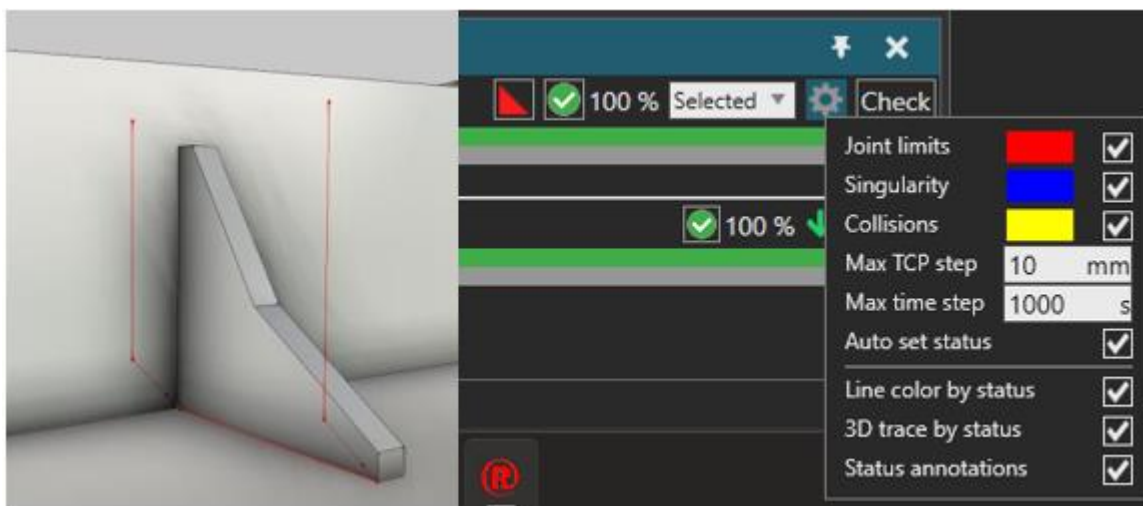 100 % Selected Check
Joint limits
Singularity
100 % Collisions
Max TCP step 10 mm
Max time step 1000 s
Auto set status
Line color by status
3D trace by status
Status annotations
R